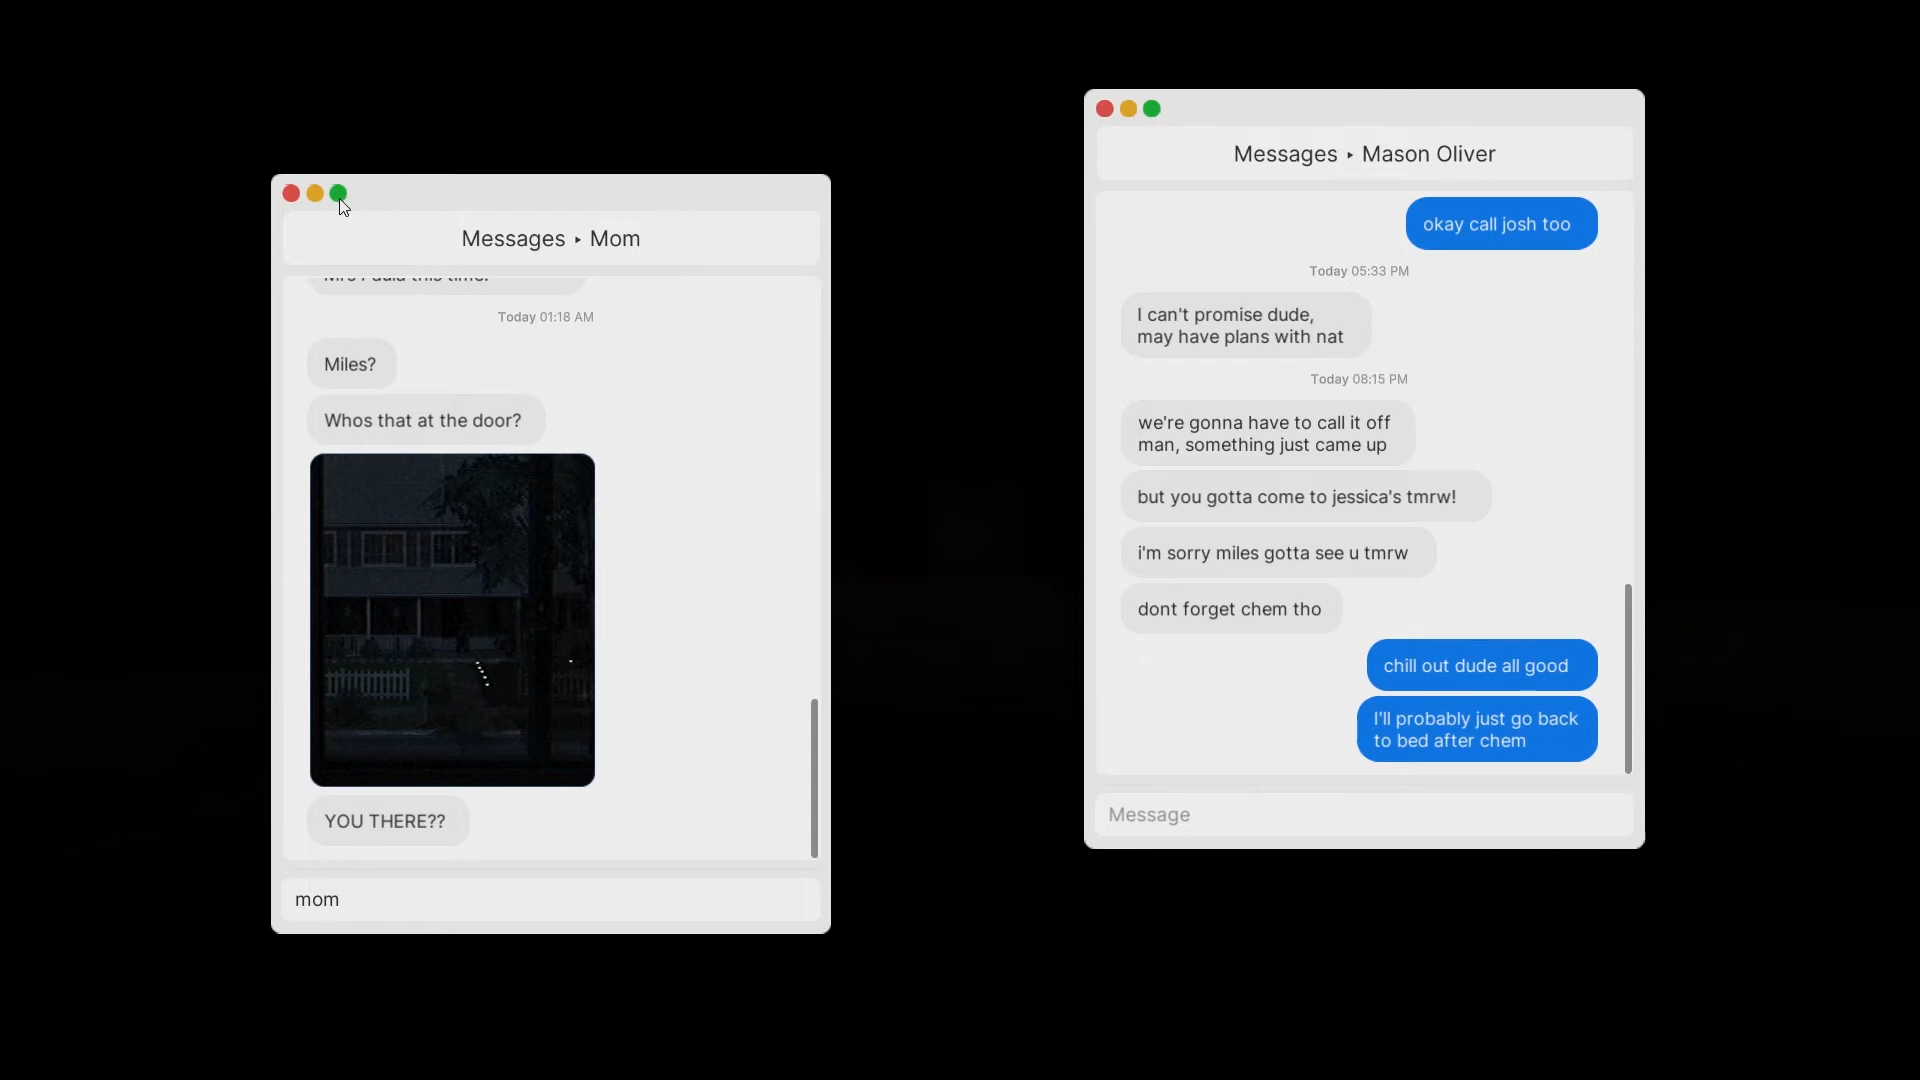 Messages ‣ Mom
Mrs Paula this time.
Today 01:18 AM
Miles?
Whos that at the door?
YOU THERE??
mom
Messages ‣ Mason Oliver
okay call josh too
Today 05:33 PM
I can't promise dude,
may have plans with nat
Today 08:15 PM
we're gonna have to call it off
man, something just came up
but you gotta come to jessica's tmrw!
i'm sorry miles gotta see u tmrw
dont forget chem tho
chill out dude all good
I'll probably just go back
to bed after chem
Message